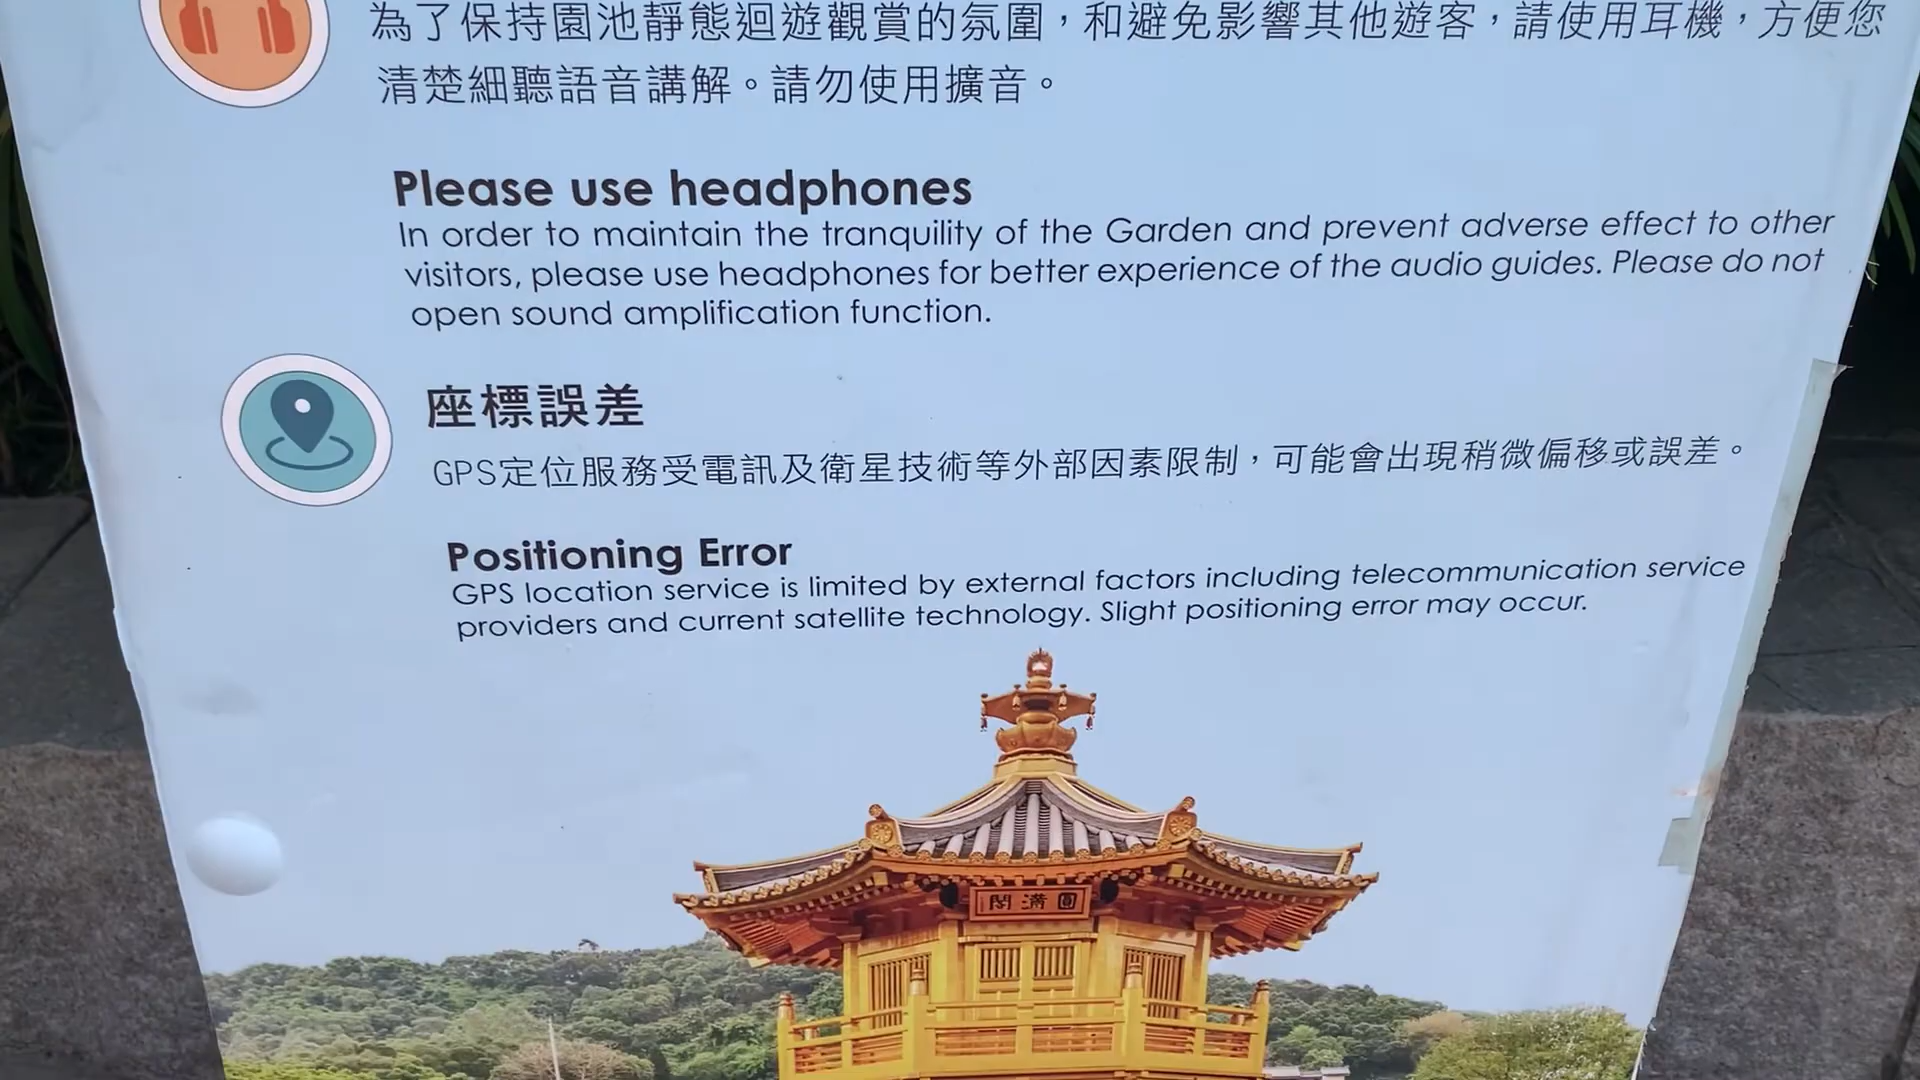 為了保持園池靜態迴遊觀賞的氛圍，和避免影響其他遊客，請使用耳機，方便您
清楚細聽語音講解。請勿使用擴音。
Please use headphones
In order to maintain the tranquility of the Garden and prevent adverse effect to other
visitors, please use headphones for better experience of the audio guides. Please do not
open sound amplification function.
座標誤差
GPS定位服務受電訊及衛星技術等外部因素限制，可能會出現稍微偏移或誤差。
Positioning Error
GPS location service is limited by external factors including telecommunication service
providers and current satellite technology. Slight positioning error may occur.
閣滿圓